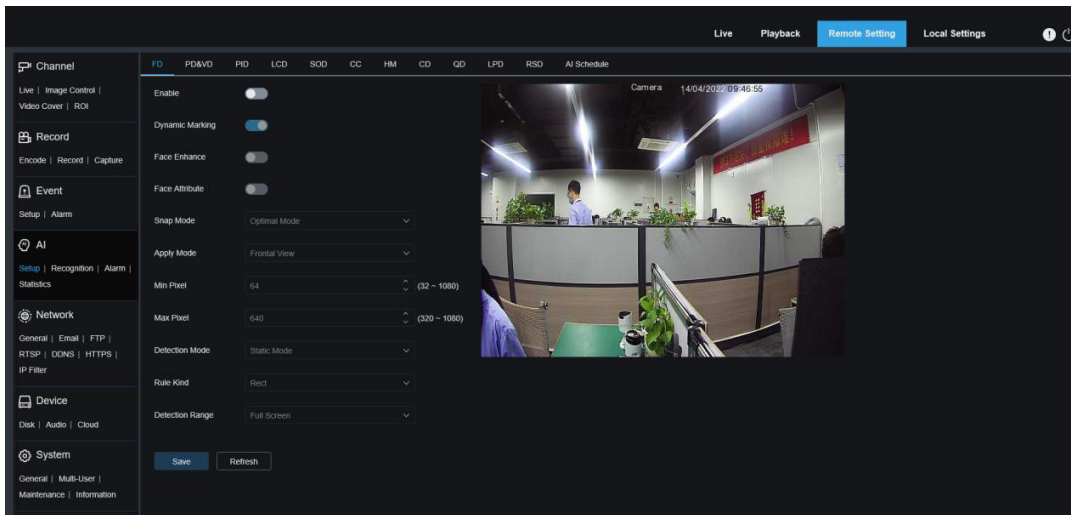 Live Playback Remote Setting Local Settings
Channel
Live | Image Control |
Video Cover | ROI
Record
Encode | Record | Capture
Event
Setup | Alarm
AI
Setup | Recognition | Alarm |
Statistics
Network
General | Email | FTP |
RTSP | DDNS | HTTPS |
IP Filter
Device
Disk | Audio | Cloud
System
General | Multi-User |
Maintenance | Information
FD PD&VD PID LCD SOD CC HM CD QD LPD RSD AI Schedule
Enable
Dynamic Marking
Face Enhance
Face Attribute
Snap Mode Optimal Mode
Apply Mode Frontal View
Min Pixel 64 (32 ~ 1080)
Max Pixel 640 (320 ~ 1080)
Detection Mode Static Mode
Rule Kind Rect
Detection Range Full Screen
Save Refresh
Camera 14/04/2022 09:46:55